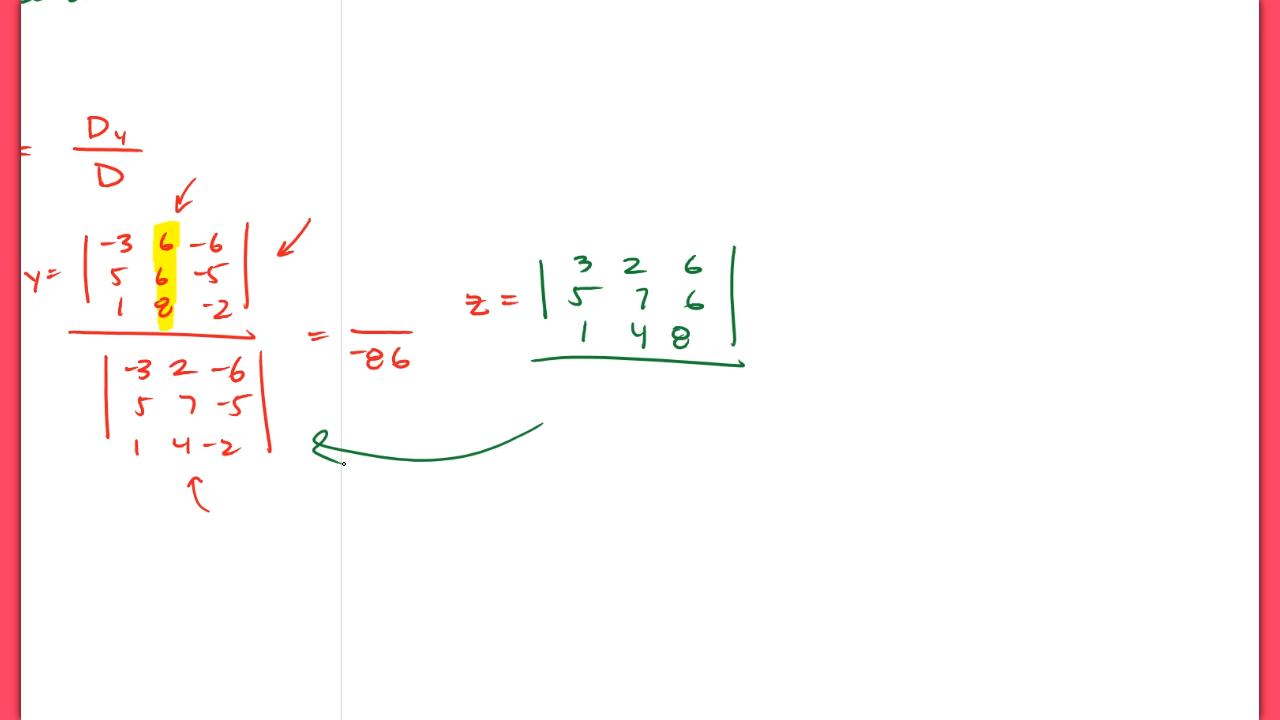 = D4 / D
y = | -3 6 -6 |
| 5 6 -5 |
| 1 8 -2 |
| -3 2 -6 |
| 5 7 -5 |
| 1 4 -2 |
= / -86
z = | 3 2 6 |
| 5 7 6 |
| 1 4 8 |